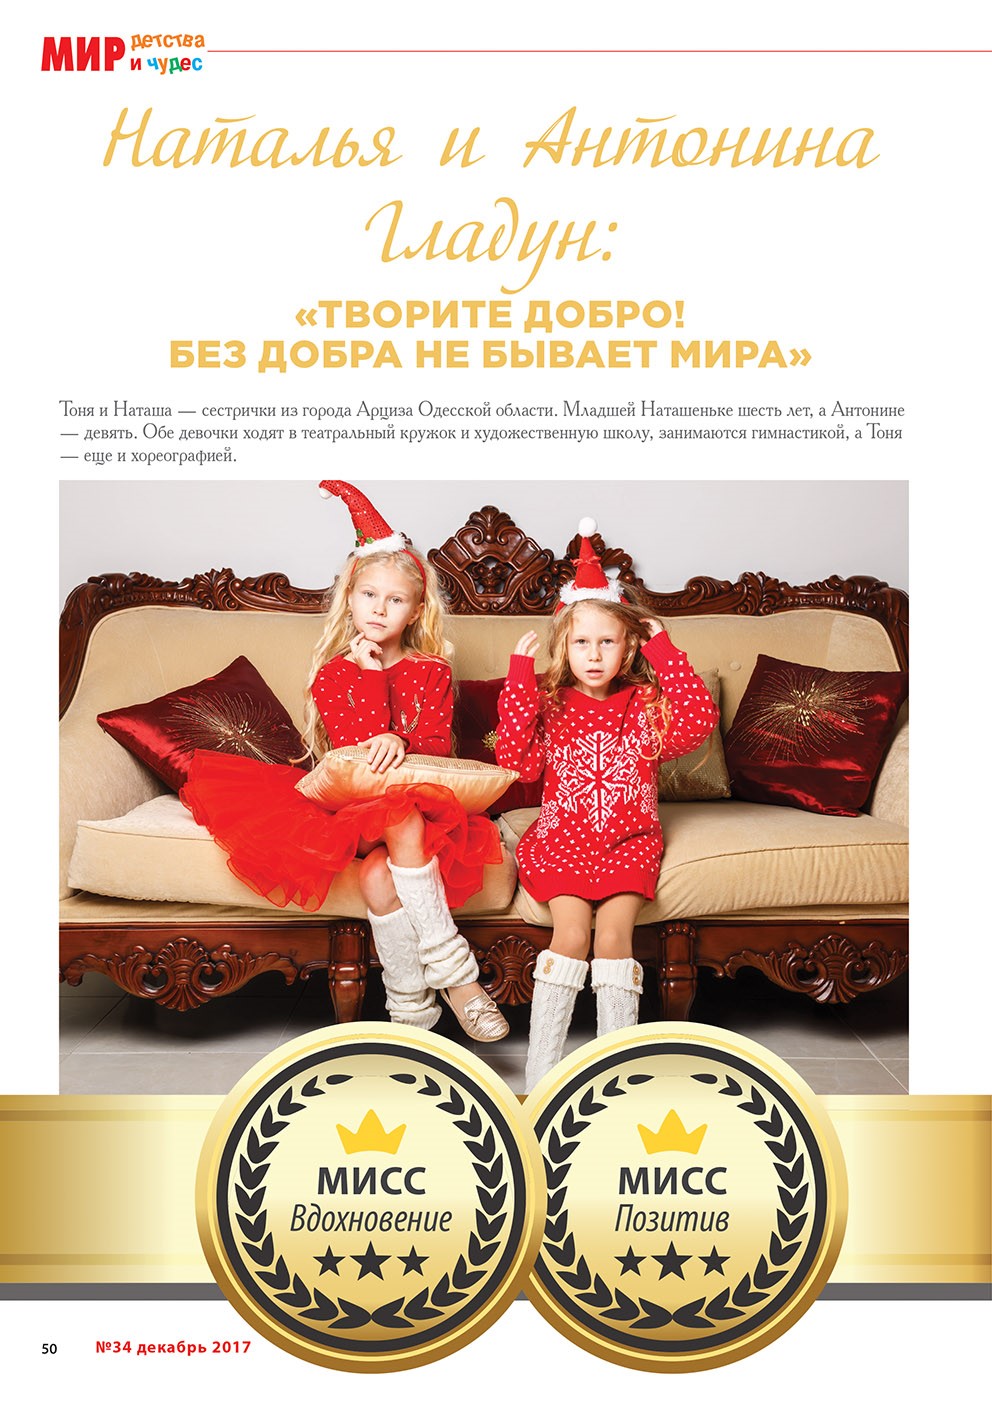 МИР детства
и чудес
Наталья и Антонина
Гладун:
«ТВОРИТЕ ДОБРО!
БЕЗ ДОБРА НЕ БЫВАЕТ МИРА»
Тоня и Наташа — сестрички из города Арциза Одесской области. Младшей Наташеньке шесть лет, а Антонине
— девять. Обе девочки ходят в театральный кружок и художественную школу, занимаются гимнастикой, а Тоня
— еще и хореографией.
МИСС
Вдохновение
МИСС
Позитив
50 №34 декабрь 2017